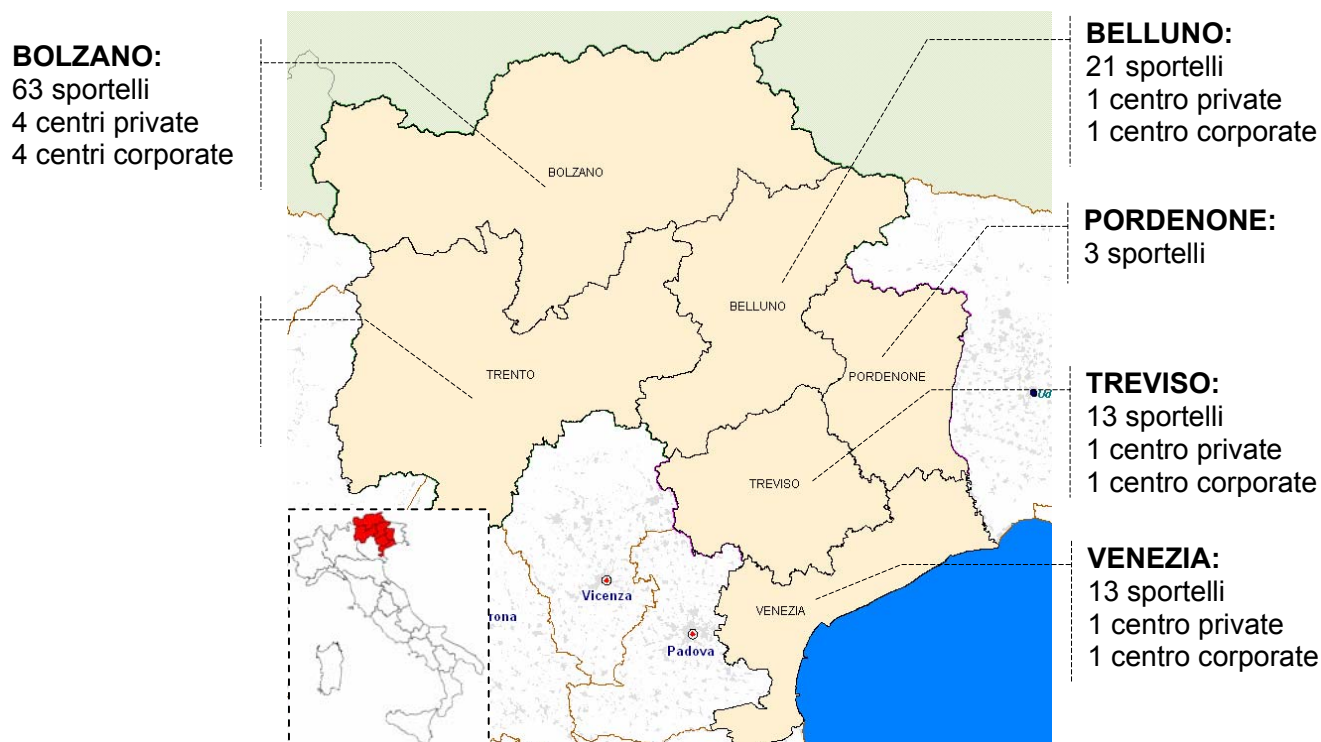 BOLZANO:
63 sportelli
4 centri private
4 centri corporate
BELLUNO:
21 sportelli
1 centro private
1 centro corporate
PORDENONE:
3 sportelli
TREVISO:
13 sportelli
1 centro private
1 centro corporate
VENEZIA:
13 sportelli
1 centro private
1 centro corporate
BOLZANO
BELLUNO
TRENTO
PORDENONE
Ud
TREVISO
Vicenza
rona
VENEZIA
Padova